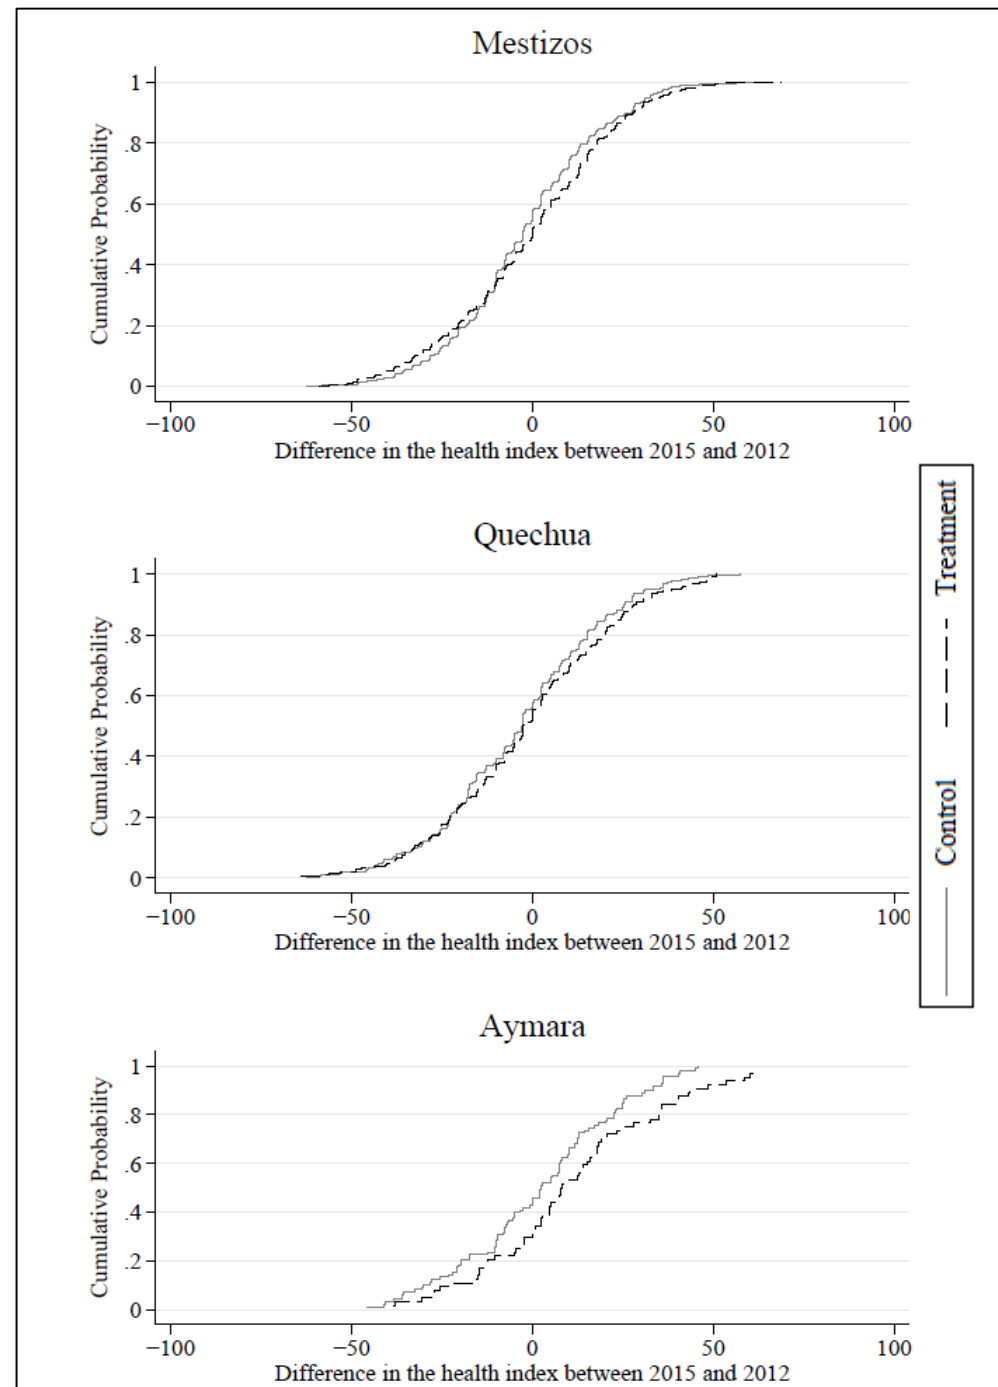 Mestizos
Cumulative Probability
1
.8
.6
.4
.2
0
−100 −50 0 50 100
Difference in the health index between 2015 and 2012
Quechua
Cumulative Probability
1
.8
.6
.4
.2
0
−100 −50 0 50 100
Difference in the health index between 2015 and 2012
Aymara
Cumulative Probability
1
.8
.6
.4
.2
0
−100 −50 0 50 100
Difference in the health index between 2015 and 2012
Control
Treatment